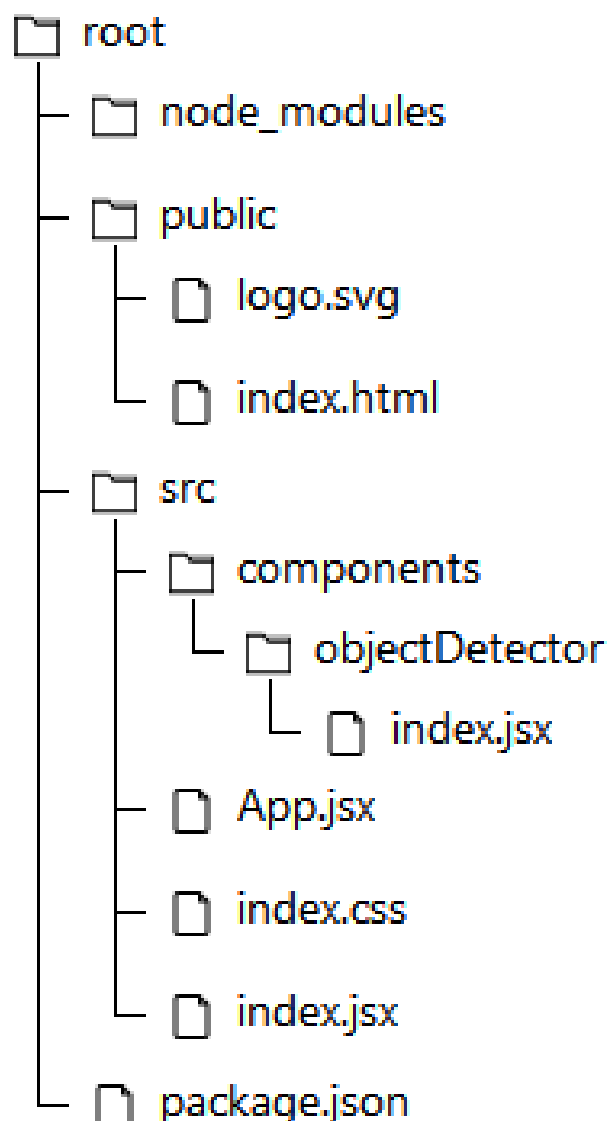 root
node_modules
public
logo.svg
index.html
src
components
objectDetector
index.jsx
App.jsx
index.css
index.jsx
package.json